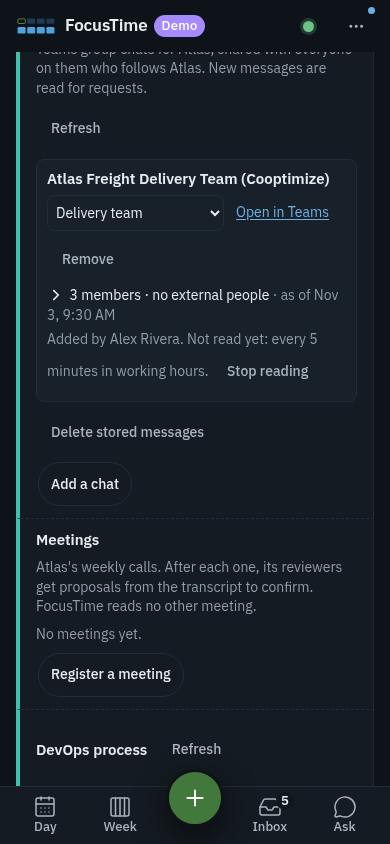 FocusTime Demo
Teams group chats for Atlas, shared with everyone
on them who follows Atlas. New messages are
read for requests.
Refresh
Atlas Freight Delivery Team (Cooptimize)
Delivery team Open in Teams
Remove
3 members · no external people · as of Nov
3, 9:30 AM
Added by Alex Rivera. Not read yet: every 5
minutes in working hours. Stop reading
Delete stored messages
Add a chat
Meetings
Atlas's weekly calls. After each one, its reviewers
get proposals from the transcript to confirm.
FocusTime reads no other meeting.
No meetings yet.
Register a meeting
DevOps process Refresh
5
Day Week Inbox Ask